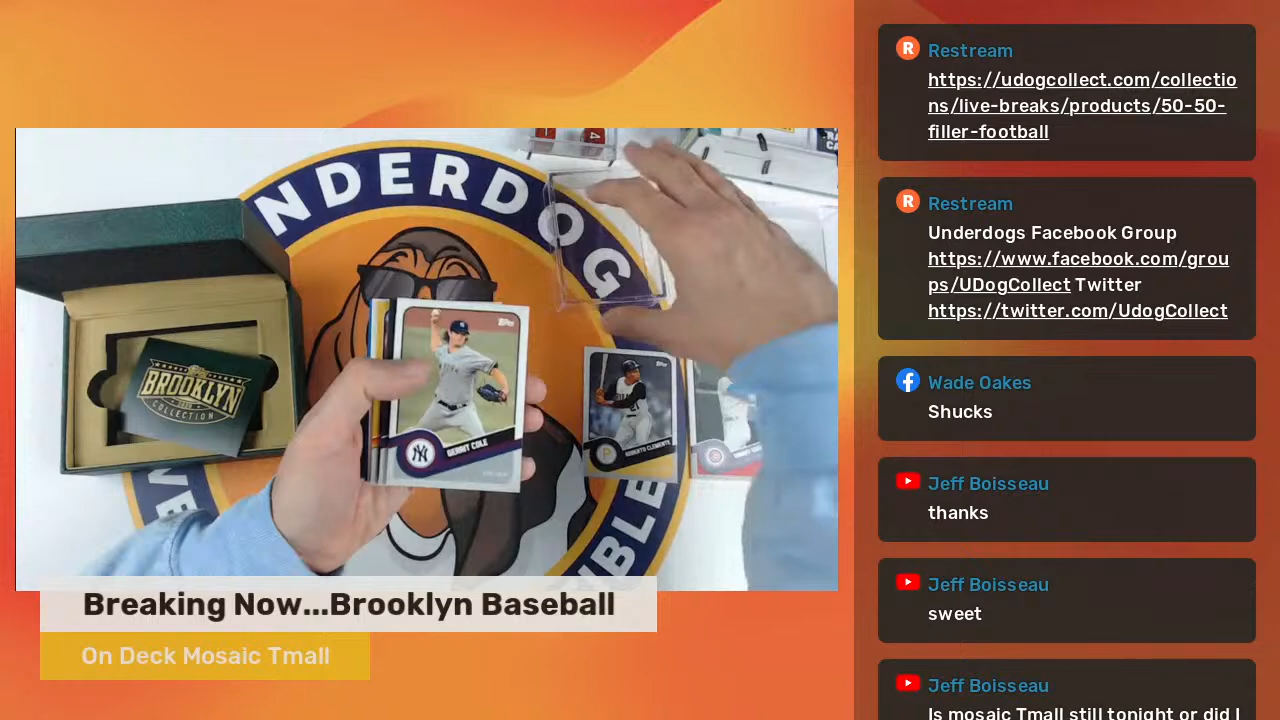 Restream
https://udogcollect.com/collectio
ns/live-breaks/products/50-50-
filler-football
Restream
Underdogs Facebook Group
https://www.facebook.com/grou
ps/UDogCollect Twitter
https://twitter.com/UdogCollect
Wade Oakes
Shucks
Jeff Boisseau
thanks
Jeff Boisseau
sweet
Jeff Boisseau
Is mosaic Tmall still tonight or did I
NDERDOG
BROOKLYN
COLLECTION
Topps
GERRIT COLE
Topps
ROBERTO CLEMENTE
Breaking Now...Brooklyn Baseball
On Deck Mosaic Tmall